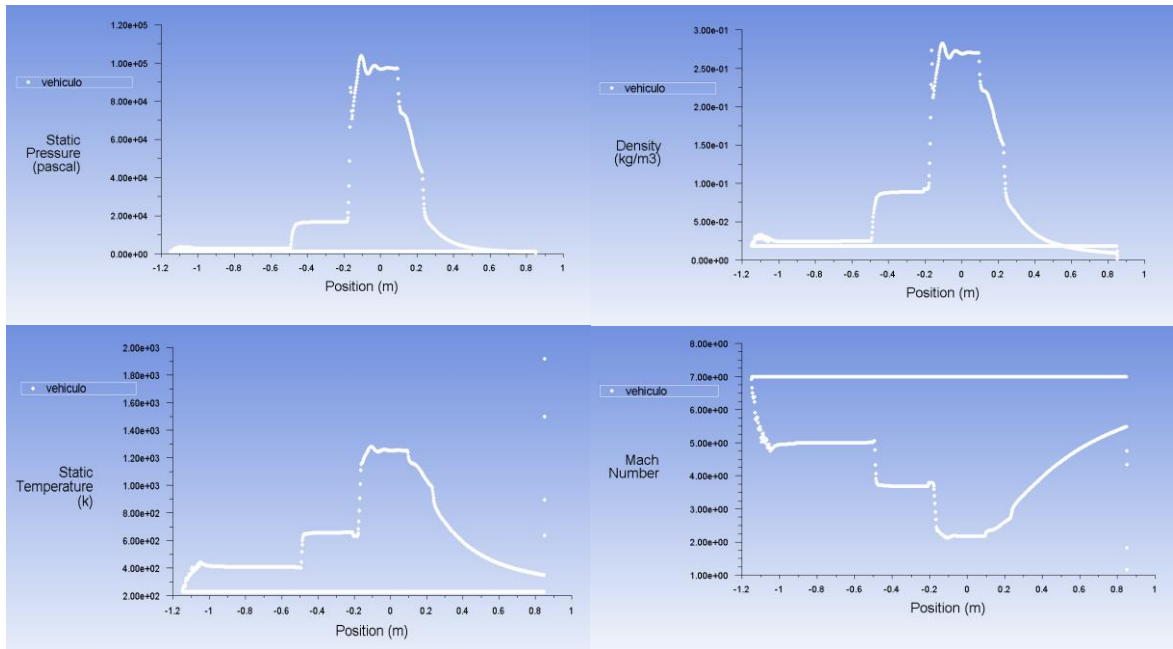 1.20e+05
1.00e+05
8.00e+04
6.00e+04
4.00e+04
2.00e+04
0.00e+00
vehiculo
Static
Pressure
(pascal)
-1.2 -1 -0.8 -0.6 -0.4 -0.2 0 0.2 0.4 0.6 0.8 1
Position (m)
3.00e-01
2.50e-01
2.00e-01
1.50e-01
1.00e-01
5.00e-02
0.00e+00
vehiculo
Density
(kg/m3)
-1.2 -1 -0.8 -0.6 -0.4 -0.2 0 0.2 0.4 0.6 0.8 1
Position (m)
2.00e+03
1.80e+03
1.60e+03
1.40e+03
1.20e+03
1.00e+03
8.00e+02
6.00e+02
4.00e+02
2.00e+02
vehiculo
Static
Temperature
(k)
-1.2 -1 -0.8 -0.6 -0.4 -0.2 0 0.2 0.4 0.6 0.8 1
Position (m)
8.00e+00
7.00e+00
6.00e+00
5.00e+00
4.00e+00
3.00e+00
2.00e+00
1.00e+00
vehiculo
Mach
Number
-1.2 -1 -0.8 -0.6 -0.4 -0.2 0 0.2 0.4 0.6 0.8 1
Position (m)